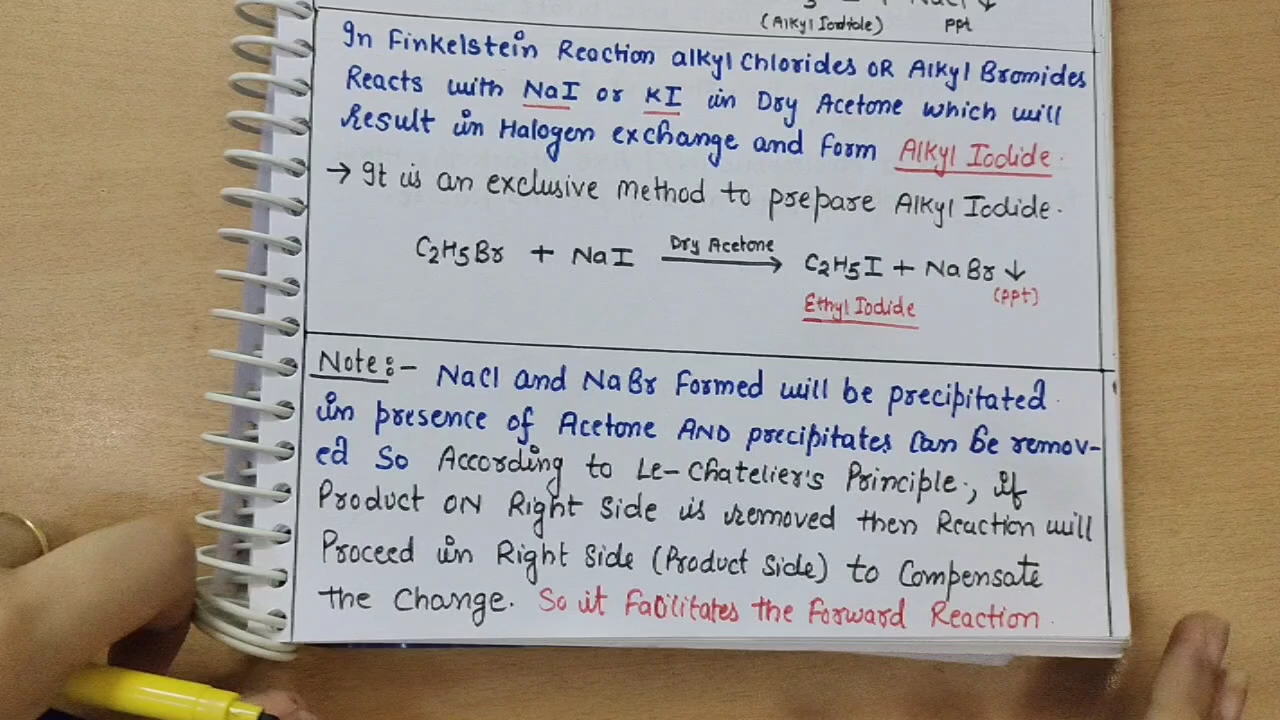 (Alkyl Iodide) ppt
In Finkelstein Reaction alkyl chlorides OR Alkyl Bromides
Reacts with NaI or KI in Dry Acetone which will
result in Halogen exchange and form Alkyl Iodide.
→ It is an exclusive method to prepare Alkyl Iodide.
C2H5Br + NaI Dry Acetone ⟶ C2H5I + NaBr ↓
Ethyl Iodide (ppt)
Note:- NaCl and NaBr formed will be precipitated
in presence of Acetone AND precipitates can be remov-
ed So According to Le-Chatelier's Principle, if
Product ON Right side is removed then Reaction will
Proceed in Right side (Product side) to compensate
the change. So it Facilitates the Forward Reaction.